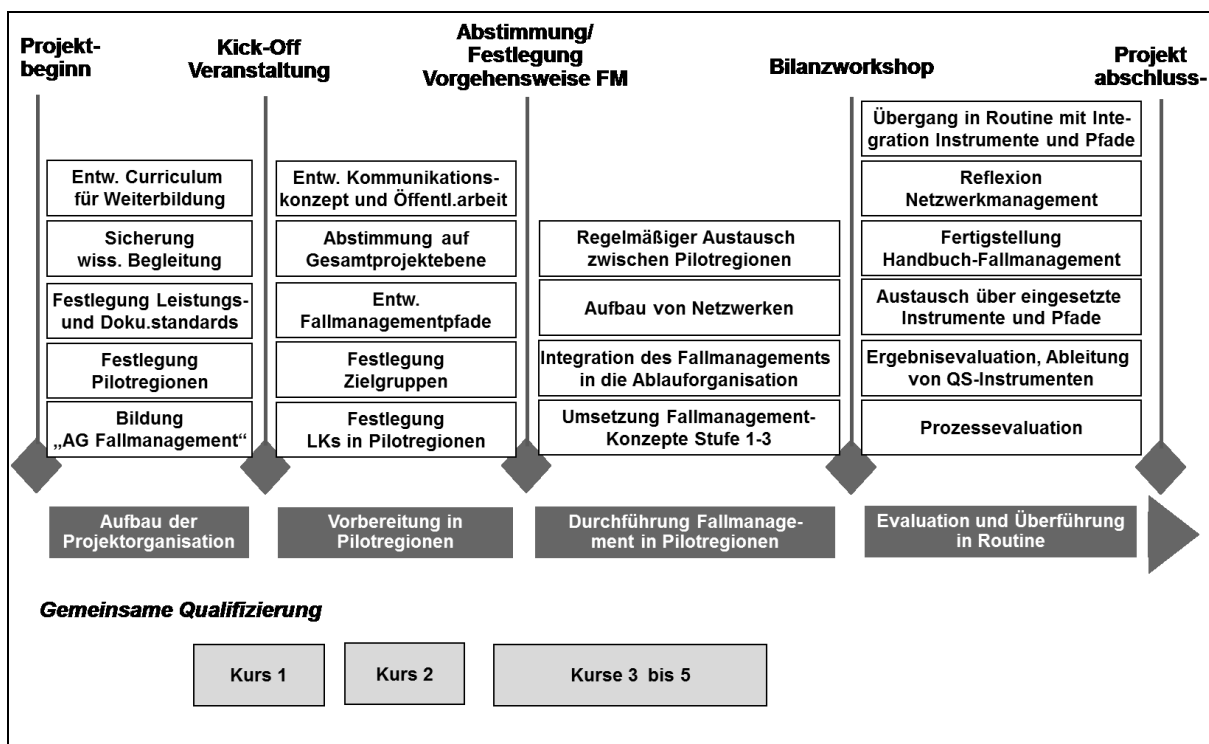 Projekt-
beginn
Kick-Off
Veranstaltung
Abstimmung/
Festlegung
Vorgehensweise FM
Bilanzworkshop
Projekt
abschluss-
Entw. Curriculum
für Weiterbildung
Sicherung
wiss. Begleitung
Festlegung Leistungs-
und Doku.standards
Festlegung
Pilotregionen
Bildung
„AG Fallmanagement“
Entw. Kommunikations-
konzept und Öffentl.arbeit
Abstimmung auf
Gesamtprojektebene
Entw.
Fallmanagementpfade
Festlegung
Zielgruppen
Festlegung
LKs in Pilotregionen
Regelmäßiger Austausch
zwischen Pilotregionen
Aufbau von Netzwerken
Integration des Fallmanagements
in die Ablauforganisation
Umsetzung Fallmanagement-
Konzepte Stufe 1-3
Übergang in Routine mit Inte-
gration Instrumente und Pfade
Reflexion
Netzwerkmanagement
Fertigstellung
Handbuch-Fallmanagement
Austausch über eingesetzte
Instrumente und Pfade
Ergebnisevaluation, Ableitung
von QS-Instrumenten
Prozessevaluation
Aufbau der
Projektorganisation
Vorbereitung in
Pilotregionen
Durchführung Fallmanage-
ment in Pilotregionen
Evaluation und Überführung
in Routine
Gemeinsame Qualifizierung
Kurs 1
Kurs 2
Kurse 3 bis 5